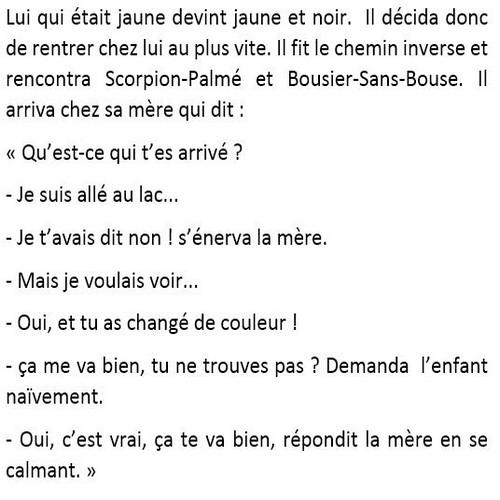 Lui qui était jaune devint jaune et noir.  Il décida donc
de rentrer chez lui au plus vite. Il fit le chemin inverse et
rencontra Scorpion-Palmé et Bousier-Sans-Bouse. Il
arriva chez sa mère qui dit :
« Qu’est-ce qui t’es arrivé ?
- Je suis allé au lac...
- Je t’avais dit non ! s’énerva la mère.
- Mais je voulais voir...
- Oui, et tu as changé de couleur !
- ça me va bien, tu ne trouves pas ? Demanda  l’enfant
naïvement.
- Oui, c’est vrai, ça te va bien, répondit la mère en se
calmant. »